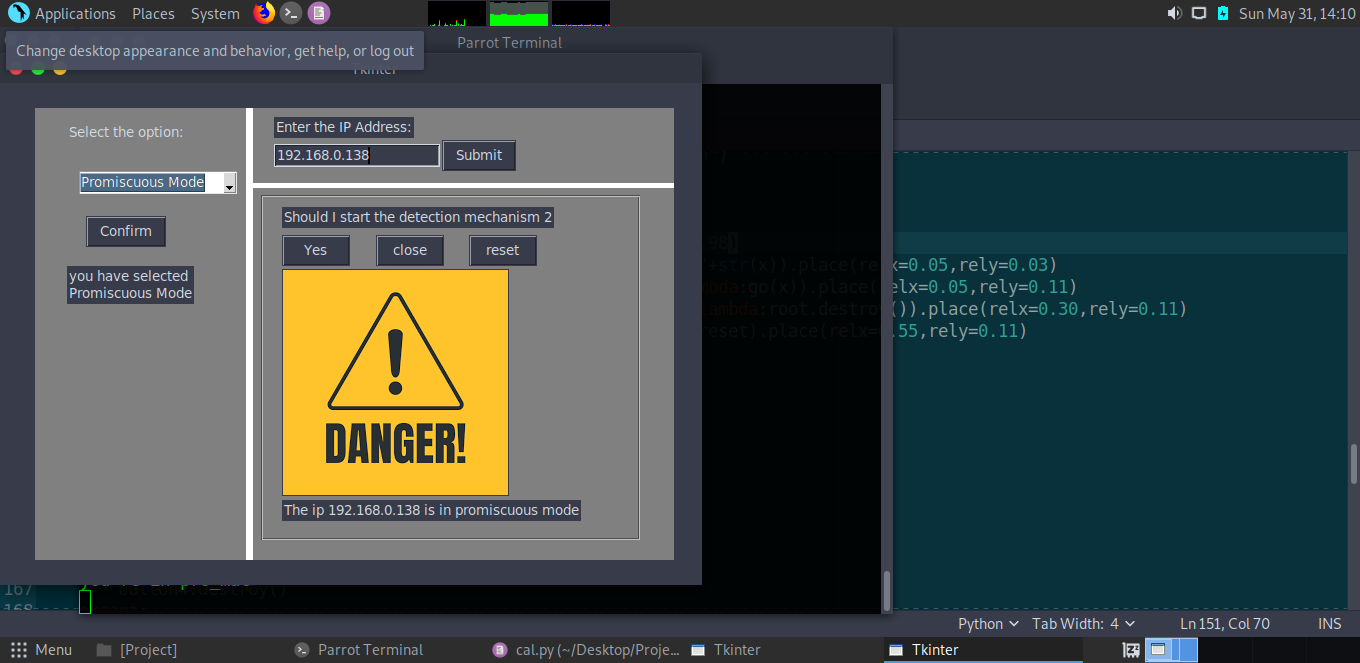 Applications Places System
Sun May 31, 14:10
Change desktop appearance and behavior, get help, or log out
Parrot Terminal
Tkinter
Select the option:
Promiscuous Mode
Confirm
you have selected
Promiscuous Mode
Enter the IP Address:
192.168.0.138
Submit
Should I start the detection mechanism 2
Yes close reset
DANGER!
The ip 192.168.0.138 is in promiscuous mode
98)
"+str(x)).place(relx=0.05,rely=0.03)
mbda:go(x)).place(relx=0.05,rely=0.11)
lambda:root.destroy()).place(relx=0.30,rely=0.11)
reset).place(relx=0.55,rely=0.11)
167 button.destroy()
168
Python Tab Width: 4 Ln 151, Col 70 INS
Menu [Project] Parrot Terminal cal.py (~/Desktop/Proje... Tkinter Tkinter